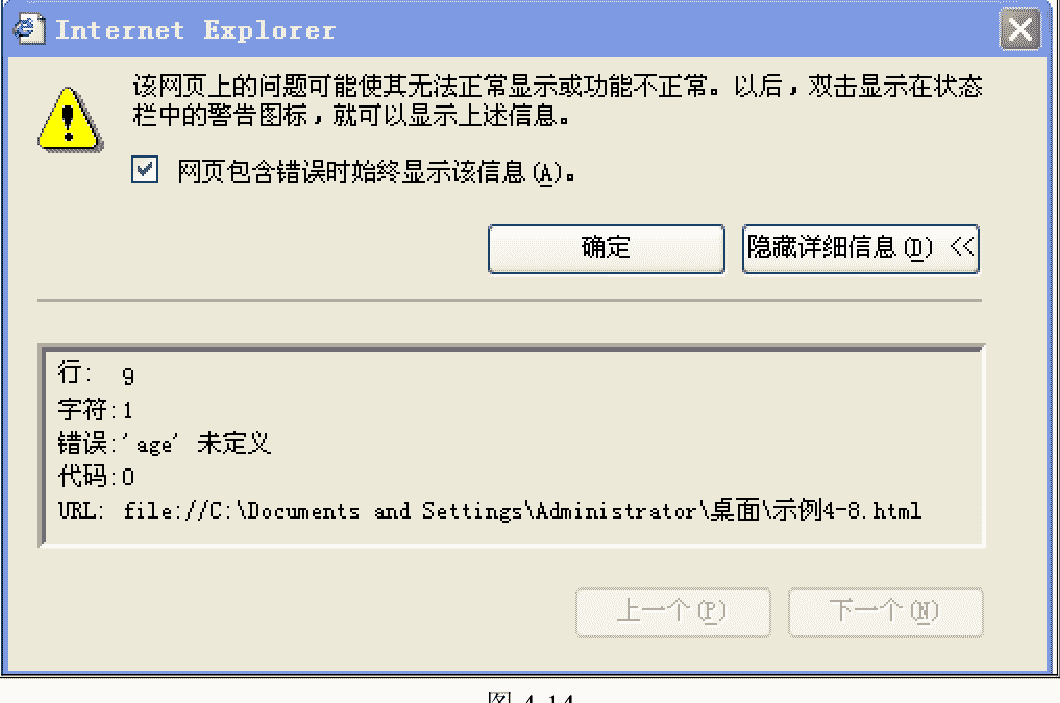 Internet Explorer
该网页上的问题可能使其无法正常显示或功能不正常。以后，双击显示在状态
栏中的警告图标，就可以显示上述信息。
网页包含错误时始终显示该信息(A)。
确定
隐藏详细信息(D) <<
行: 9
字符:1
错误:'age' 未定义
代码:0
URL: file://C:\Documents and Settings\Administrator\桌面\示例4-8.html
上一个(P)
下一个(N)
图 4-14